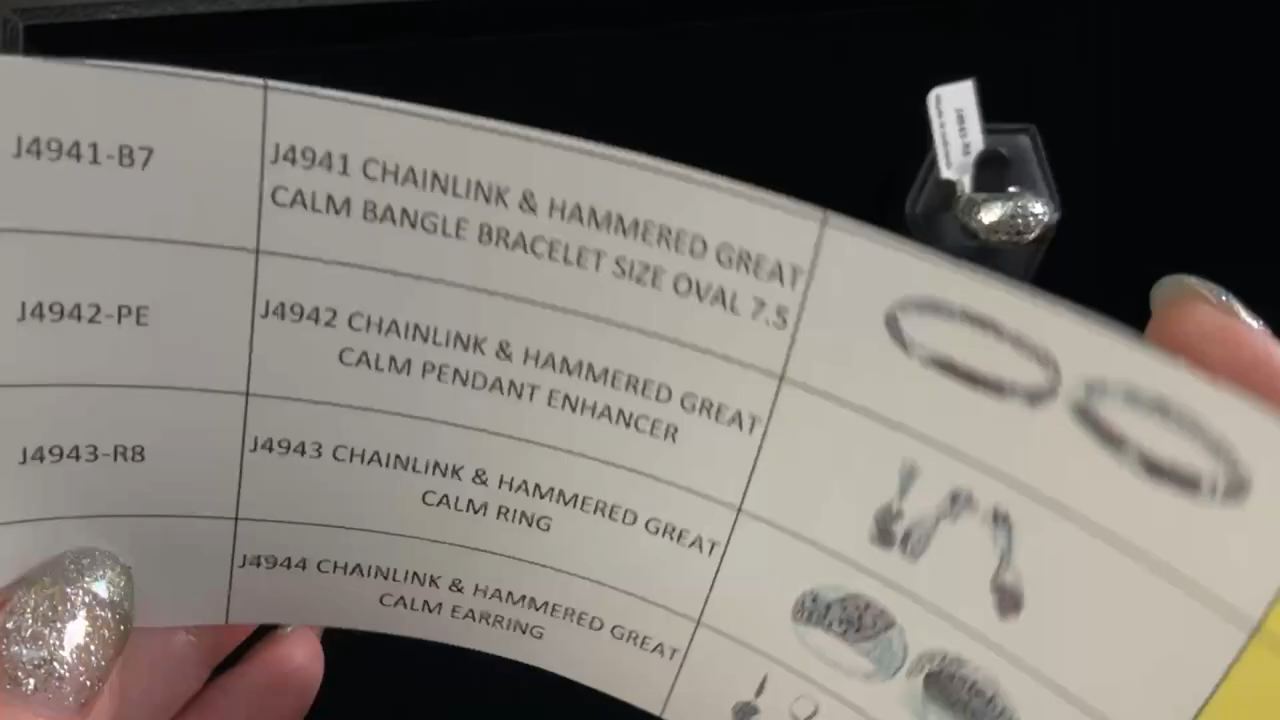 J4941-B7
J4941 CHAINLINK & HAMMERED GREAT
CALM BANGLE BRACELET SIZE OVAL 7.5
J4942-PE
J4942 CHAINLINK & HAMMERED GREAT
CALM PENDANT ENHANCER
J4943-R8
J4943 CHAINLINK & HAMMERED GREAT
CALM RING
J4944 CHAINLINK & HAMMERED GREAT
CALM EARRING